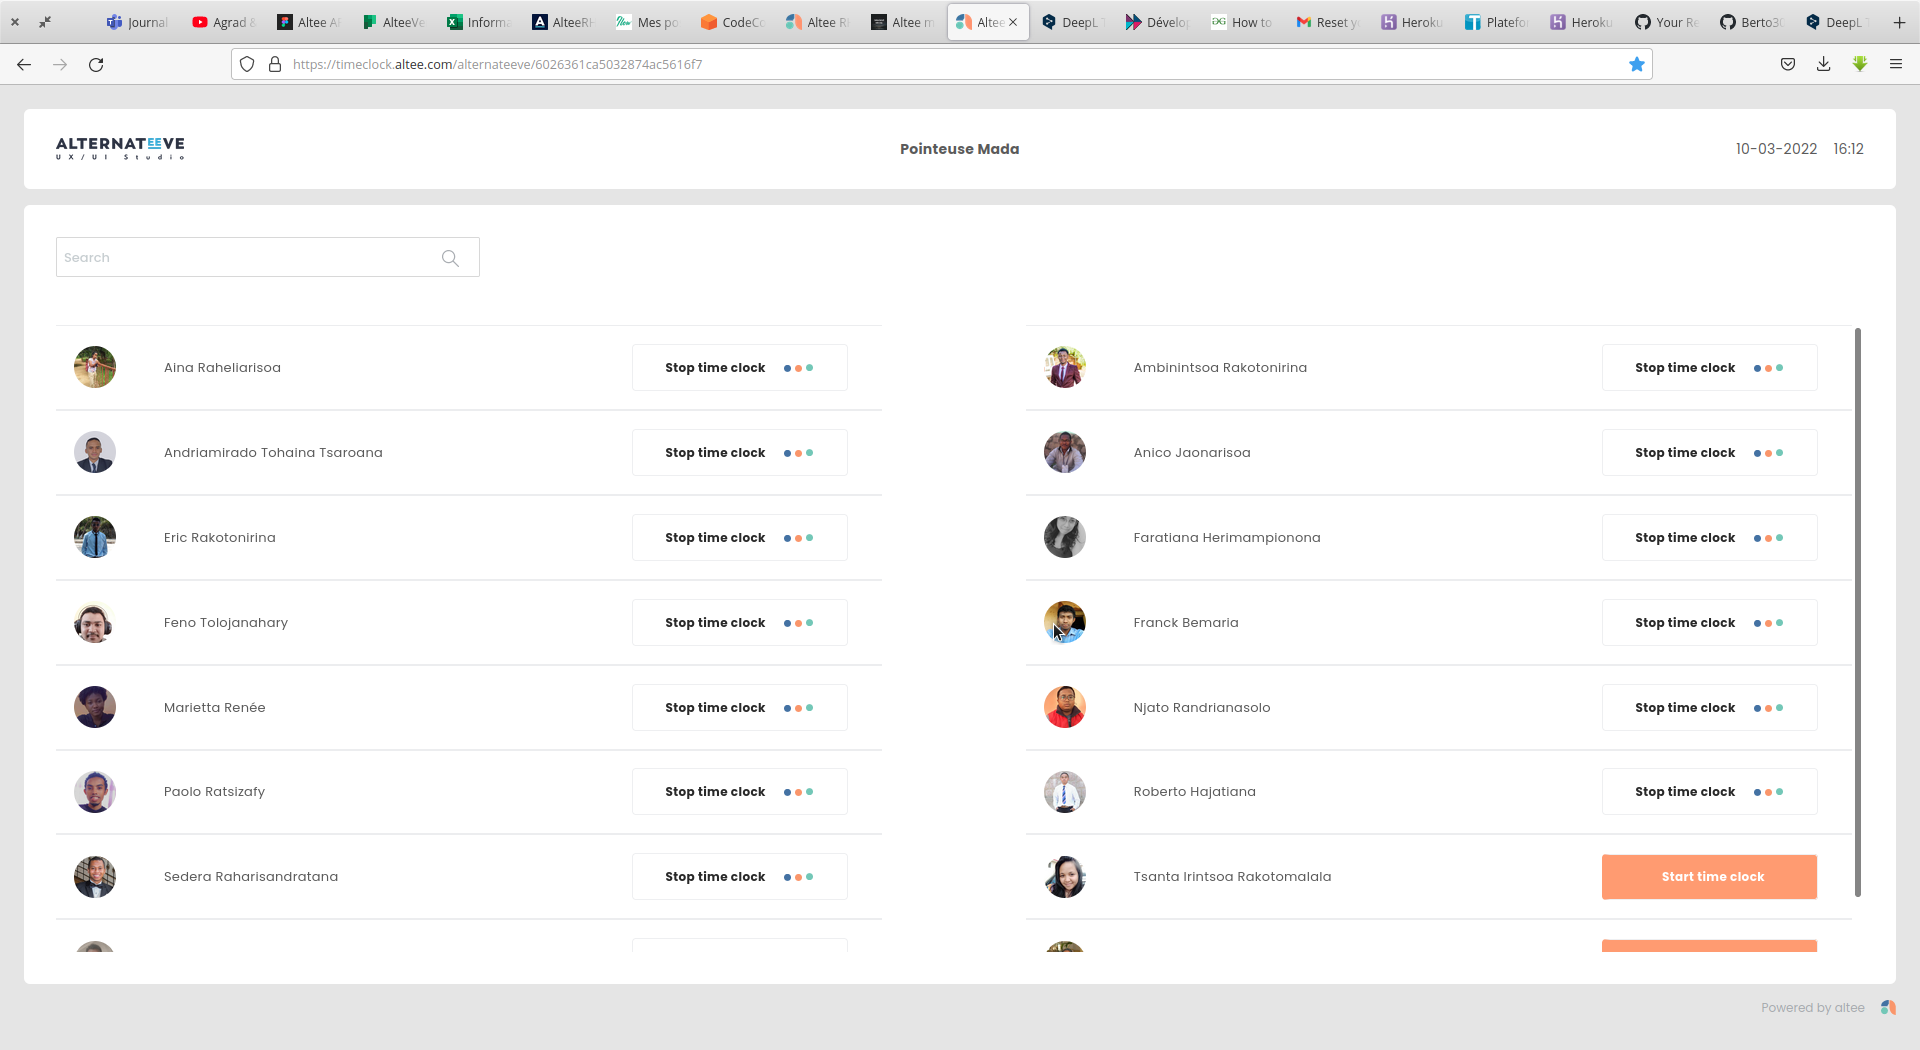 Journal
Agrad &
Altee A
AlteeVe
Informa
AlteeRH
Mes po
CodeCo
Altee R
Altee m
Altee
DeepL T
Dévelop
How to
Reset y
Heroku
Platefo
Heroku
Your Re
Berto30
DeepL T
https://timeclock.altee.com/alternateeve/6026361ca5032874ac5616f7
ALTERNATEEVE
UX/UI Studio
Pointeuse Mada
10-03-2022 16:12
Search
Aina Raheliarisoa Stop time clock
Ambinintsoa Rakotonirina Stop time clock
Andriamirado Tohaina Tsaroana Stop time clock
Anico Jaonarisoa Stop time clock
Eric Rakotonirina Stop time clock
Faratiana Herimampionona Stop time clock
Feno Tolojanahary Stop time clock
Franck Bemaria Stop time clock
Marietta Renée Stop time clock
Njato Randrianasolo Stop time clock
Paolo Ratsizafy Stop time clock
Roberto Hajatiana Stop time clock
Sedera Raharisandratana Stop time clock
Tsanta Irintsoa Rakotomalala Start time clock
Powered by altee